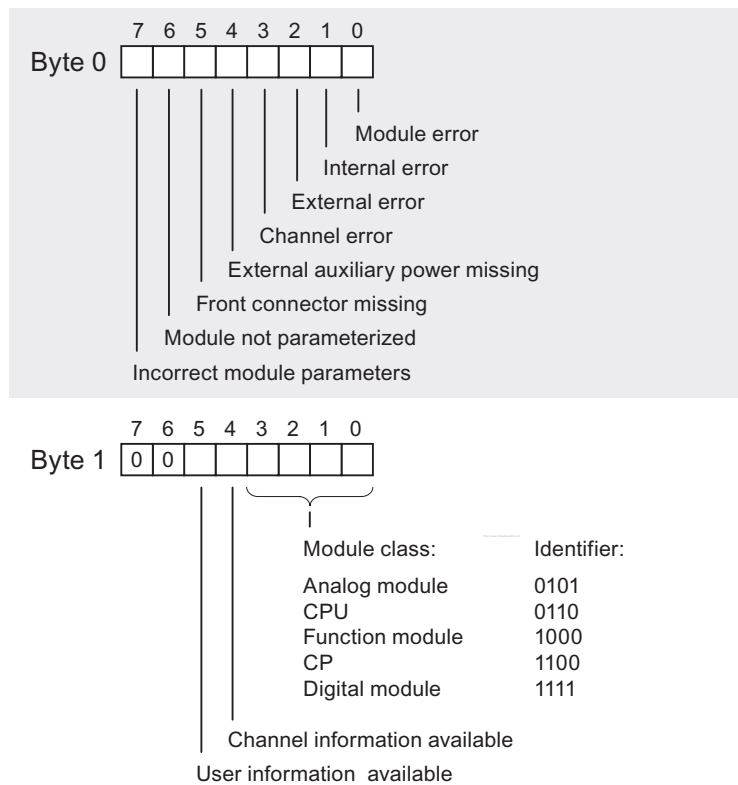 7 6 5 4 3 2 1 0
Byte 0
Module error
Internal error
External error
Channel error
External auxiliary power missing
Front connector missing
Module not parameterized
Incorrect module parameters
7 6 5 4 3 2 1 0
Byte 1 0 0
Module class: Identifier:
Analog module 0101
CPU 0110
Function module 1000
CP 1100
Digital module 1111
Channel information available
User information available